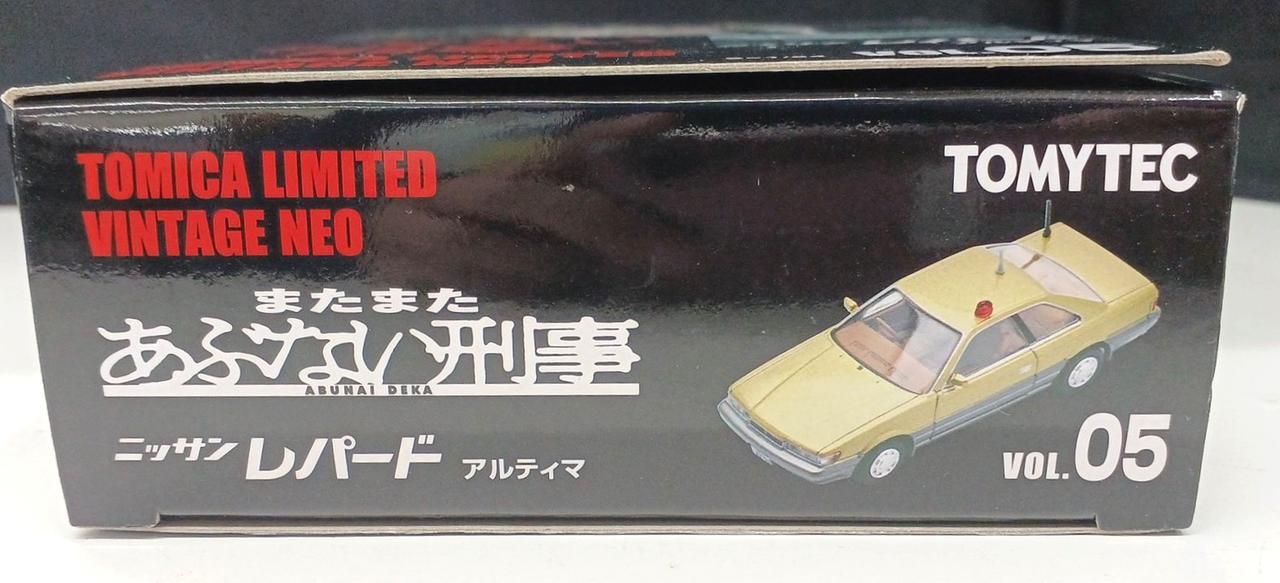 TOMICA LIMITED
VINTAGE NEO
TOMYTEC
またまた
あぶない刑事
ABUNAI DEKA
ニッサン レパード アルティマ
VOL.05